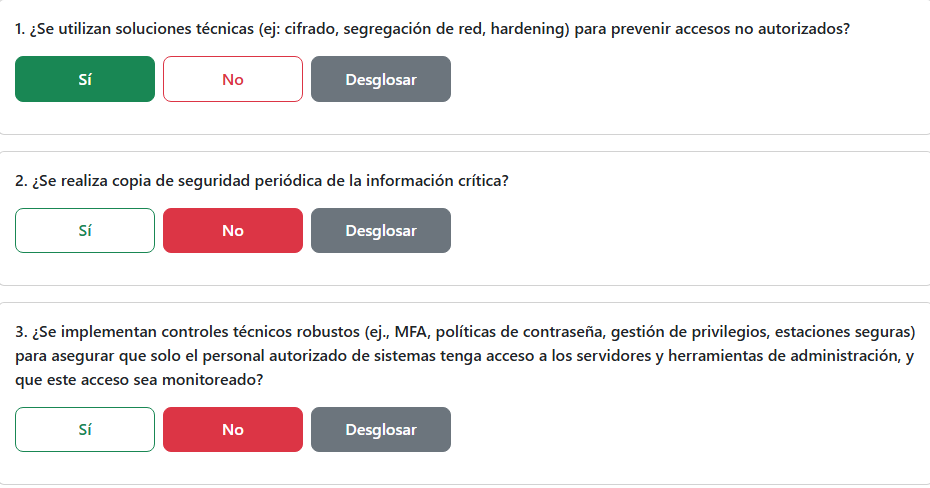 1. ¿Se utilizan soluciones técnicas (ej: cifrado, segregación de red, hardening) para prevenir accesos no autorizados?
Sí No Desglosar
2. ¿Se realiza copia de seguridad periódica de la información crítica?
Sí No Desglosar
3. ¿Se implementan controles técnicos robustos (ej., MFA, políticas de contraseña, gestión de privilegios, estaciones seguras)
para asegurar que solo el personal autorizado de sistemas tenga acceso a los servidores y herramientas de administración, y
que este acceso sea monitoreado?
Sí No Desglosar